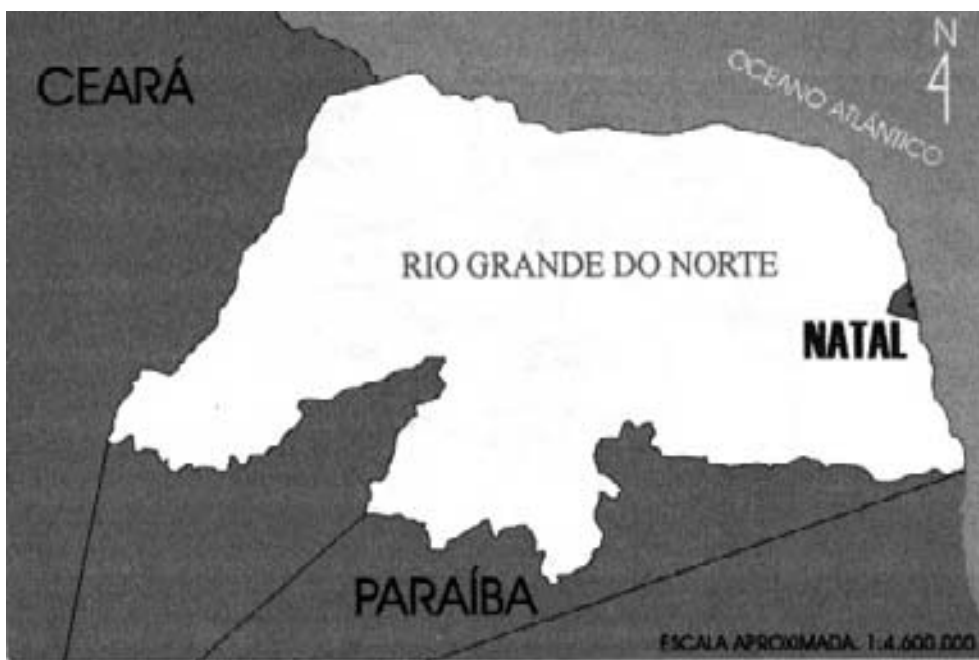 N
CEARÁ
OCEANO ATLÂNTICO
RIO GRANDE DO NORTE
NATAL
PARAÍBA
ESCALA APROXIMADA: 1:4.600.000